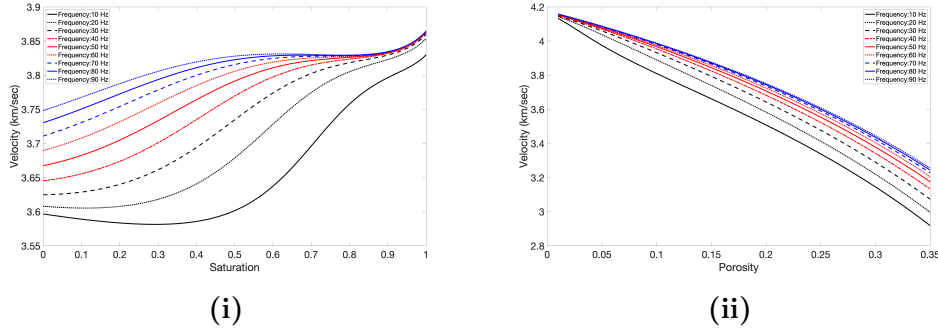 3.9
3.85
3.8
3.75
3.7
3.65
3.6
3.55
Velocity (km/sec)
Frequency:10 Hz
Frequency:20 Hz
Frequency:30 Hz
Frequency:40 Hz
Frequency:50 Hz
Frequency:60 Hz
Frequency:70 Hz
Frequency:80 Hz
Frequency:90 Hz
0 0.1 0.2 0.3 0.4 0.5 0.6 0.7 0.8 0.9 1
Saturation
(i)
4.2
4
3.8
3.6
3.4
3.2
3
2.8
Velocity (km/sec)
Frequency:10 Hz
Frequency:20 Hz
Frequency:30 Hz
Frequency:40 Hz
Frequency:50 Hz
Frequency:60 Hz
Frequency:70 Hz
Frequency:80 Hz
Frequency:90 Hz
0 0.05 0.1 0.15 0.2 0.25 0.3 0.35
Porosity
(ii)